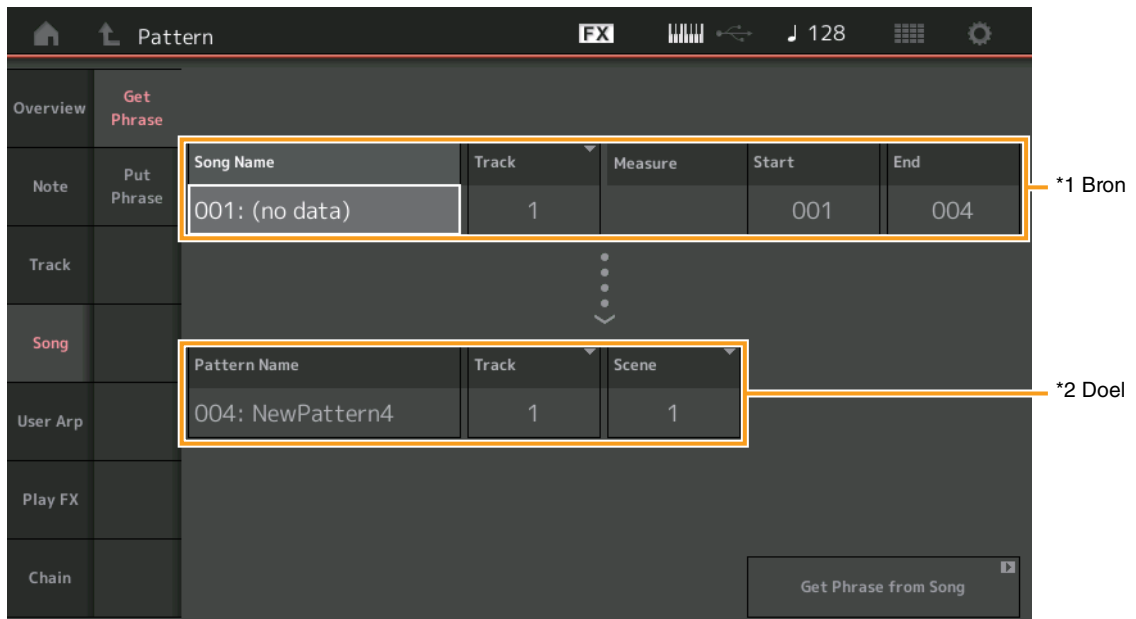 Pattern
FX
♩ 128
Overview
Get
Phrase
Note
Put
Phrase
Track
Song
User Arp
Play FX
Chain
Song Name
Track
Measure
Start
End
001: (no data)
1
001
004
*1 Bron
Pattern Name
Track
Scene
004: NewPattern4
1
1
*2 Doel
Get Phrase from Song